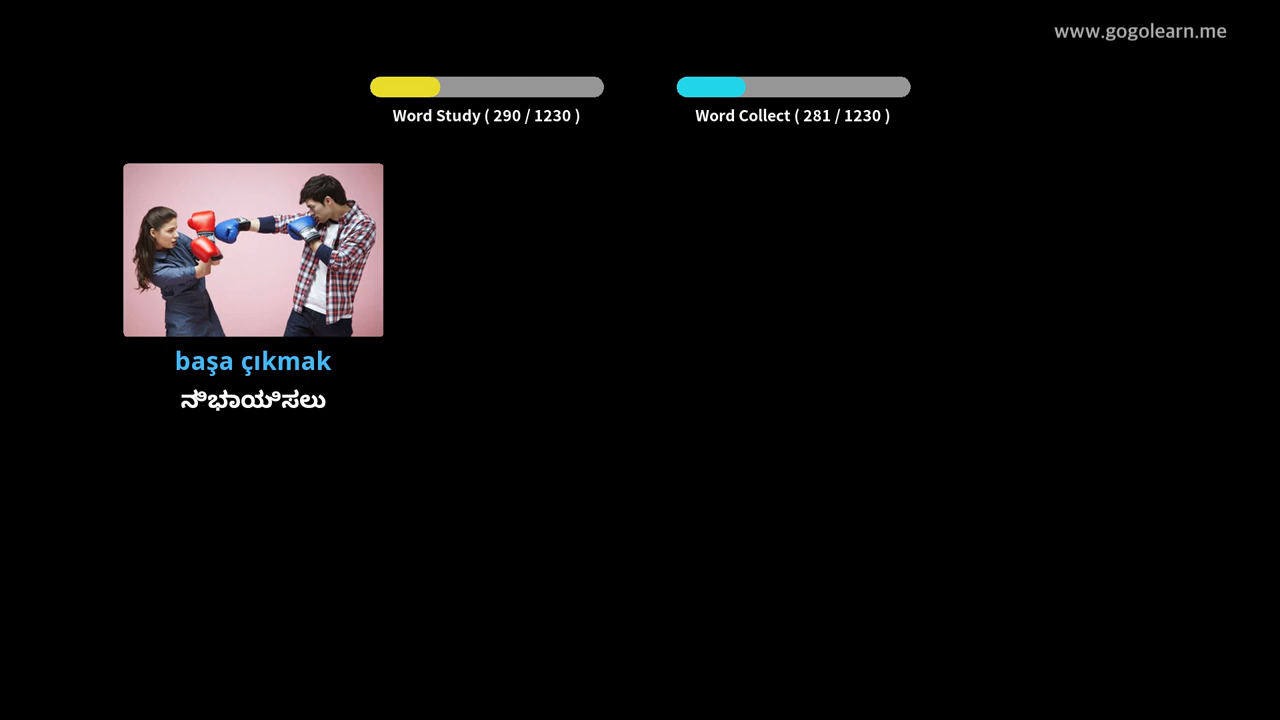 www.gogolearn.me
Word Study ( 290 / 1230 )
Word Collect ( 281 / 1230 )
başa çıkmak
ನಿಭಾಯಿಸಲು